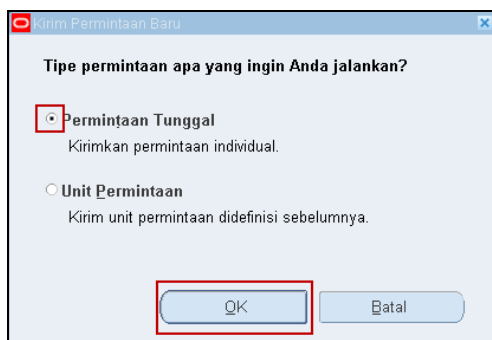 Kirim Permintaan Baru
Tipe permintaan apa yang ingin Anda jalankan?
Permintaan Tunggal
Kirimkan permintaan individual.
Unit Permintaan
Kirim unit permintaan didefinisi sebelumnya.
OK
Batal